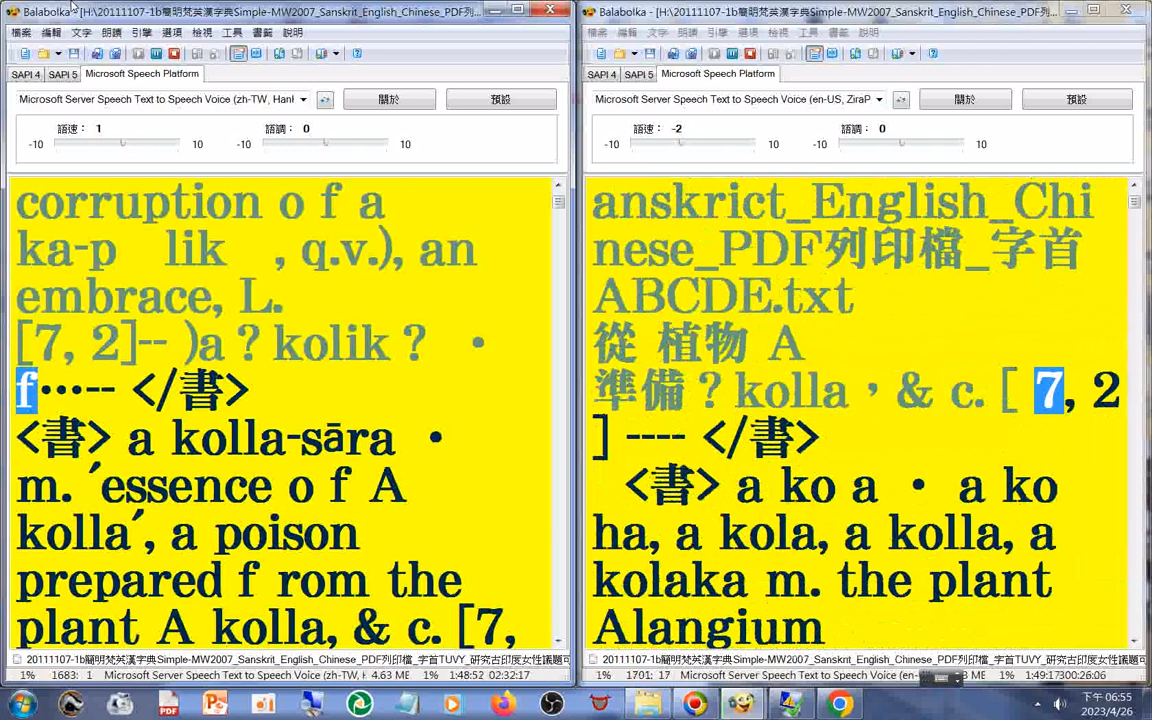 Balabolka - [H:\20111107-1b簡明梵英漢字典Simple-MW2007_Sanskrit_English_Chinese_PDF列...
檔案 編輯 文字 朗讀 引擎 選項 檢視 工具 書籤 說明
SAPI 4 SAPI 5 Microsoft Speech Platform
Microsoft Server Speech Text to Speech Voice (zh-TW, Hanl
關於 預設
語速： 1 語調： 0
-10 10 -10 10
corruption o f a
ka-p lik , q.v.), an
embrace, L.
[7, 2]-- )a ? kolik ? •
f…-- </書>
<書> a kolla-sāra •
m. ´essence o f A
kolla´, a poison
prepared f rom the
plant A kolla, & c. [7,
20111107-1b簡明梵英漢字典Simple-MW2007_Sanskrit_English_Chinese_PDF列印檔_字首TUVY_研究古印度女性議題可
1% 1683: 1 Microsoft Server Speech Text to Speech Voice (zh-TW, H 4.63 MB 1% 1:48:52 02:32:17
Balabolka - [H:\20111107-1b簡明梵英漢字典Simple-MW2007_Sanskrit_English_Chinese_PDF列印...
檔案 編輯 文字 朗讀 引擎 選項 檢視 工具 書籤 說明
SAPI 4 SAPI 5 Microsoft Speech Platform
Microsoft Server Speech Text to Speech Voice (en-US, ZiraP
關於 預設
語速： -2 語調： 0
-10 10 -10 10
anskrict_English_Chi
nese_PDF列印檔_字首
ABCDE.txt
從 植物 A
準備？kolla，& c. [ 7, 2
] ---- </書>
<書> a ko a • a ko
ha, a kola, a kolla, a
kolaka m. the plant
Alangium
20111107-1b簡明梵英漢字典Simple-MW2007_Sanskrit_English_Chinese_PDF列印檔_字首TUVY_研究古印度女性議題可
1% 1701: 17 Microsoft Server Speech Text to Speech Voice MB 1% 1:49:17300:26:06
下午 06:55
2023/4/26